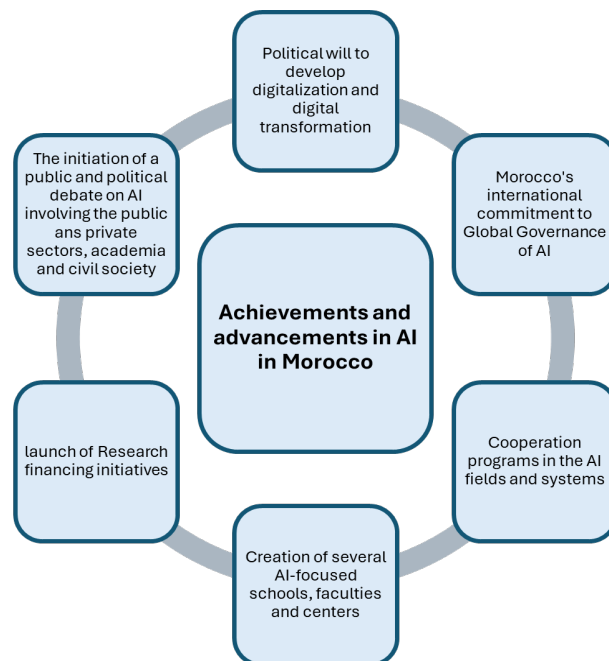 Political will to
develop
digitalization and
digital
transformation
Morocco's
international
commitment to
Global Governance
of AI
Cooperation
programs in the AI
fields and systems
Creation of several
AI-focused
schools, faculties
and centers
launch of Research
financing initiatives
The initiation of a
public and political
debate on AI
involving the public
ans private
sectors, academia
and civil society
Achievements and
advancements in AI
in Morocco